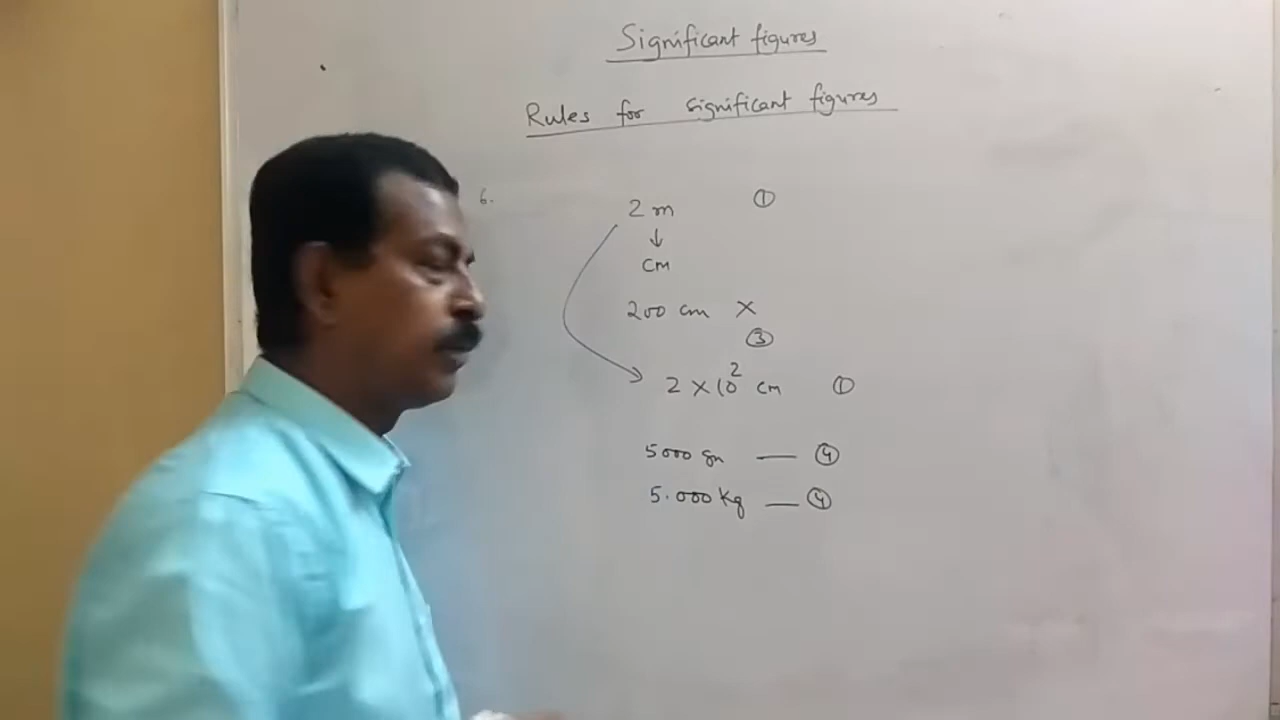 Significant figures
Rules for significant figures
6. 2 m ①
↓
cm
200 cm ×
③
2 × 10² cm ①
5000 gm — ④
5.000 kg — ④